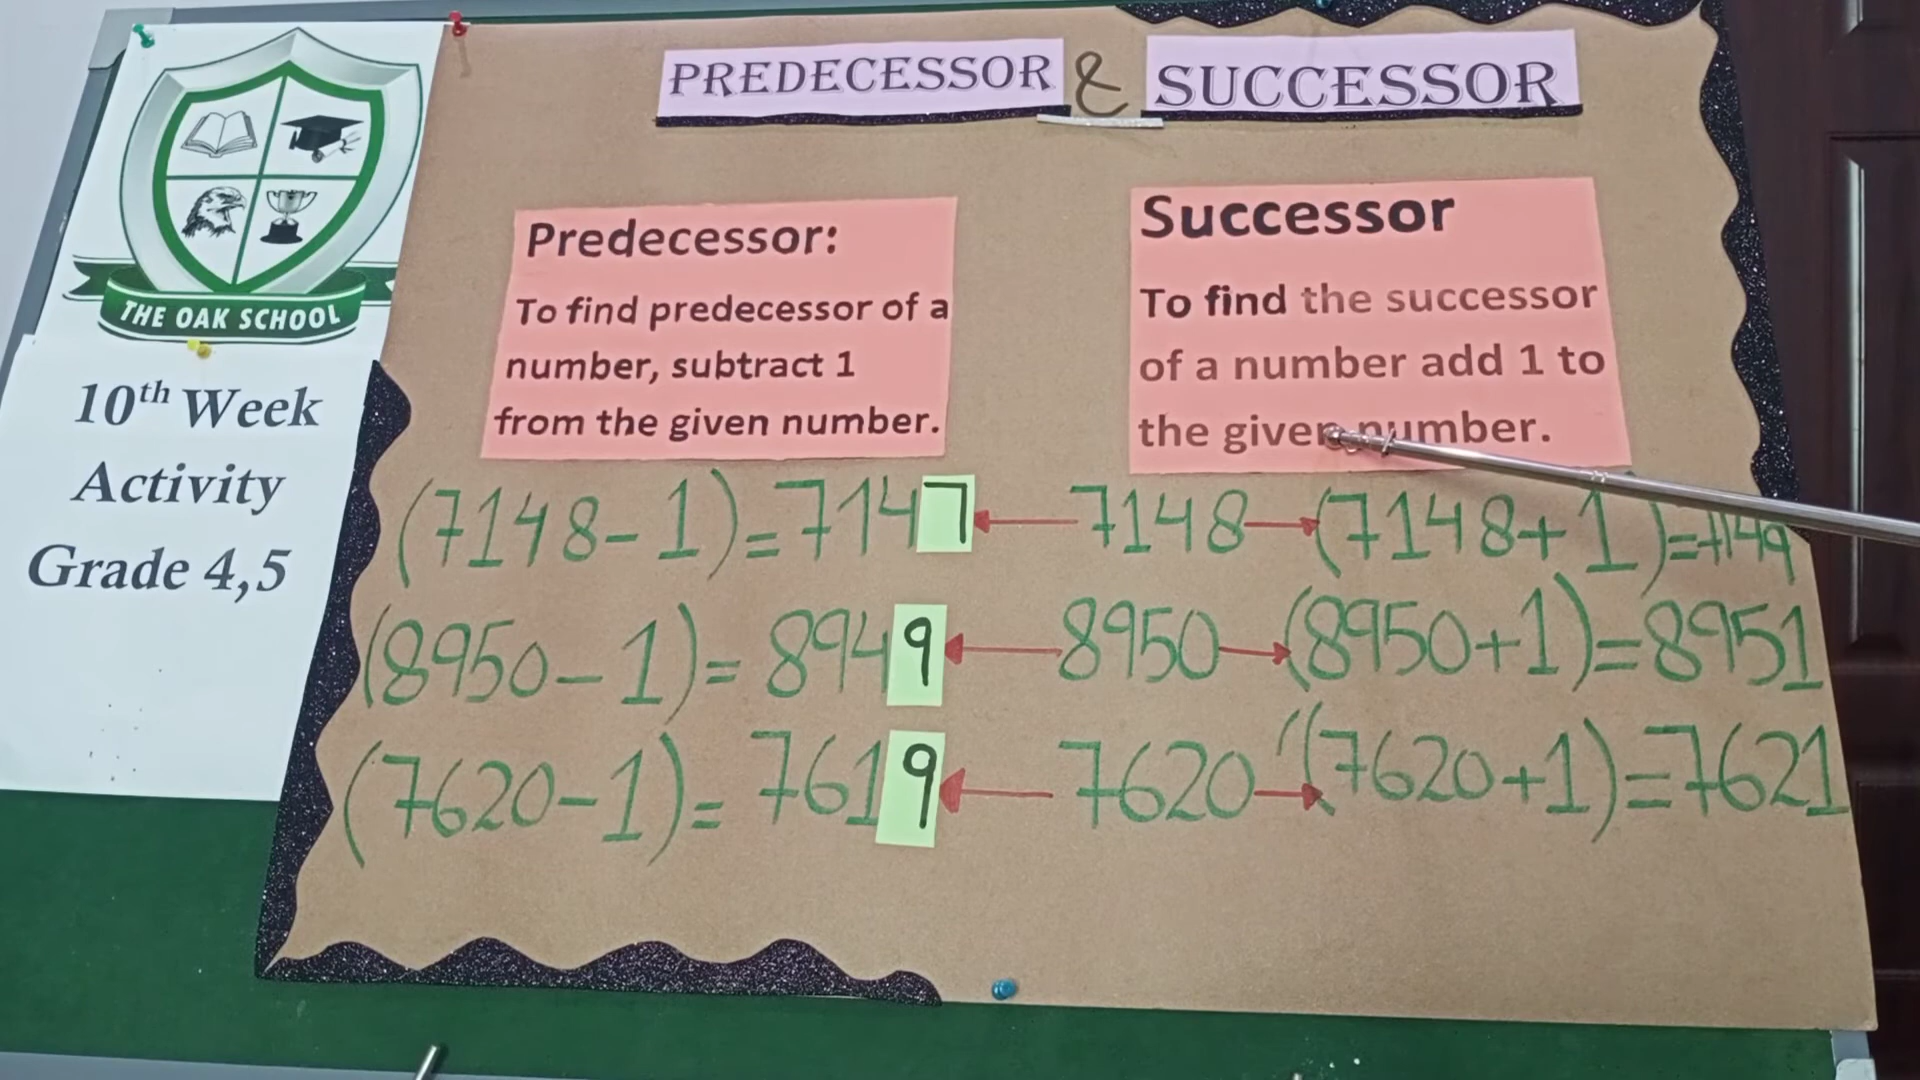 PREDECESSOR & SUCCESSOR
THE OAK SCHOOL
10th Week
Activity
Grade 4,5
Predecessor:
To find predecessor of a
number, subtract 1
from the given number.
Successor
To find the successor
of a number add 1 to
the given number.
(7148-1)=7147 7148 (7148+1)=7149
(8950-1)=8949 8950 (8950+1)=8951
(7620-1)=7619 7620 ((7620+1)=7621